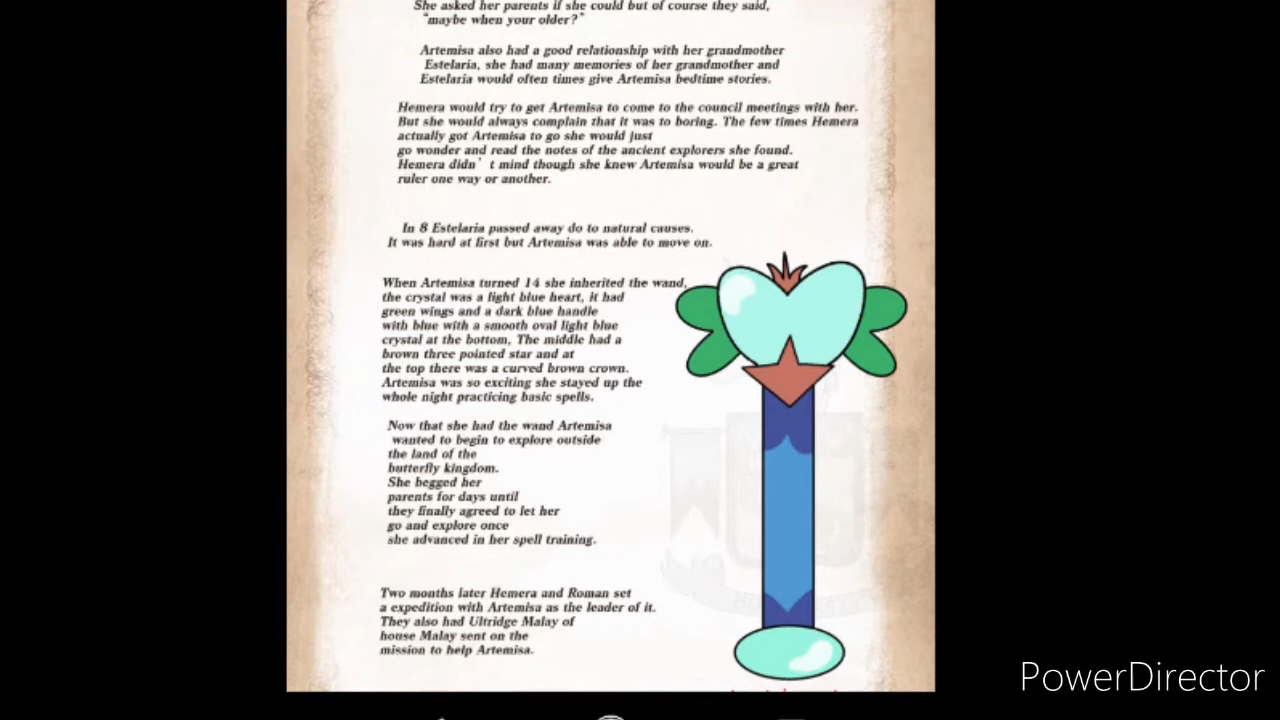 She asked her parents if she could but of course they said,
"maybe when your older?"
Artemisa also had a good relationship with her grandmother
Estelaria, she had many memories of her grandmother and
Estelaria would often times give Artemisa bedtime stories.
Hemera would try to get Artemisa to come to the council meetings with her.
But she would always complain that it was to boring. The few times Hemera
actually got Artemisa to go she would just
go wonder and read the notes of the ancient explorers she found.
Hemera didn't mind though she knew Artemisa would be a great
ruler one way or another.
In 8 Estelaria passed away do to natural causes.
It was hard at first but Artemisa was able to move on.
When Artemisa turned 14 she inherited the wand,
the crystal was a light blue heart, it had
green wings and a dark blue handle
with blue with a smooth oval light blue
crystal at the bottom, The middle had a
brown three pointed star and at
the top there was a curved brown crown.
Artemisa was so exciting she stayed up the
whole night practicing basic spells.
Now that she had the wand Artemisa
wanted to begin to explore outside
the land of the
butterfly kingdom.
She begged her
parents for days until
they finally agreed to let her
go and explore once
she advanced in her spell training.
Two months later Hemera and Roman set
a expedition with Artemisa as the leader of it.
They also had Ultridge Malay of
house Malay sent on the
mission to help Artemisa.
PowerDirector